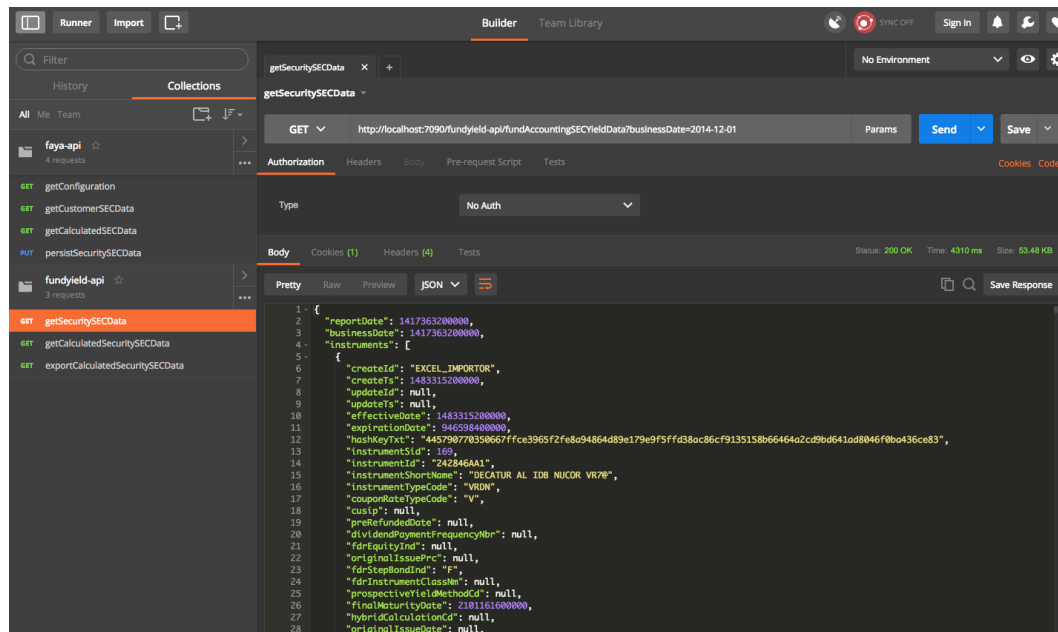 Runner Import Builder Team Library SYNC OFF Sign In
Filter
History Collections
All Me Team
faya-api
4 requests
GET getConfiguration
GET getCustomerSECData
GET getCalculatedSECData
PUT persistSecuritySECData
fundyield-api
3 requests
GET getSecuritySECData
GET getCalculatedSecuritySECData
GET exportCalculatedSecuritySECData
getSecuritySECData × +
No Environment
getSecuritySECData
GET http://localhost:7090/fundyield-api/fundAccountingSECYieldData?businessDate=2014-12-01 Params Send Save
Authorization Headers Body Pre-request Script Tests Cookies Code
Type No Auth
Body Cookies (1) Headers (4) Tests Status: 200 OK Time: 4310 ms Size: 53.48 KB
Pretty Raw Preview JSON Save Response
1 {
2 "reportDate": 1417363200000,
3 "businessDate": 1417363200000,
4 "instruments": [
5 {
6 "createId": "EXCEL_IMPORTOR",
7 "createTs": 1483315200000,
8 "updateId": null,
9 "updateTs": null,
10 "effectiveDate": 1483315200000,
11 "expirationDate": 946598400000,
12 "hashKeyTxt": "445790770350667ffce3965f2fe8a94864d89e179e9f5ffd38ac86cf9135158b66464a2cd9bd641ad8046f0ba436ce83",
13 "instrumentSid": 169,
14 "instrumentId": "242846AA1",
15 "instrumentShortName": "DECATUR AL IDB NUCOR VR7@",
16 "instrumentTypeCode": "VRDN",
17 "couponRateTypeCode": "V",
18 "cusip": null,
19 "preRefundedDate": null,
20 "dividendPaymentFrequencyNbr": null,
21 "fdrEquityInd": null,
22 "originalIssuePrc": null,
23 "fdrStepBondInd": "F",
24 "fdrInstrumentClassNm": null,
25 "prospectiveYieldMethodCd": null,
26 "finalMaturityDate": 2101161600000,
27 "hybridCalculationCd": null,
28 "originalIssueDate": null,